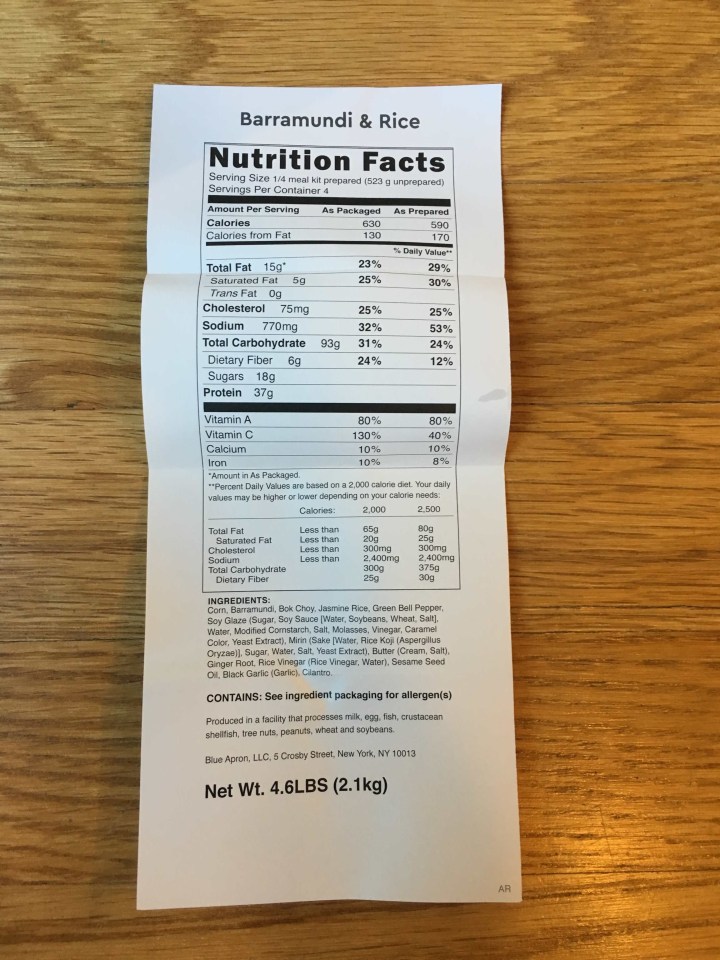 Barramundi & Rice
Nutrition Facts
Serving Size 1/4 meal kit prepared (523 g unprepared)
Servings Per Container 4
Amount Per Serving As Packaged As Prepared
Calories 630 590
Calories from Fat 130 170
% Daily Value**
Total Fat 15g* 23% 29%
Saturated Fat 5g 25% 30%
Trans Fat 0g
Cholesterol 75mg 25% 25%
Sodium 770mg 32% 53%
Total Carbohydrate 93g 31% 24%
Dietary Fiber 6g 24% 12%
Sugars 18g
Protein 37g
Vitamin A 80% 80%
Vitamin C 130% 40%
Calcium 10% 10%
Iron 10% 8%
*Amount in As Packaged.
**Percent Daily Values are based on a 2,000 calorie diet. Your daily
values may be higher or lower depending on your calorie needs:
Calories: 2,000 2,500
Total Fat Less than 65g 80g
Saturated Fat Less than 20g 25g
Cholesterol Less than 300mg 300mg
Sodium Less than 2,400mg 2,400mg
Total Carbohydrate 300g 375g
Dietary Fiber 25g 30g
INGREDIENTS:
Corn, Barramundi, Bok Choy, Jasmine Rice, Green Bell Pepper,
Soy Glaze (Sugar, Soy Sauce [Water, Soybeans, Wheat, Salt],
Water, Modified Cornstarch, Salt, Molasses, Vinegar, Caramel
Color, Yeast Extract), Mirin (Sake [Water, Rice Koji (Aspergillus
Oryzae)], Sugar, Water, Salt, Yeast Extract), Butter (Cream, Salt),
Ginger Root, Rice Vinegar (Rice Vinegar, Water), Sesame Seed
Oil, Black Garlic (Garlic), Cilantro.
CONTAINS: See ingredient packaging for allergen(s)
Produced in a facility that processes milk, egg, fish, crustacean
shellfish, tree nuts, peanuts, wheat and soybeans.
Blue Apron, LLC, 5 Crosby Street, New York, NY 10013
Net Wt. 4.6LBS (2.1kg)
AR